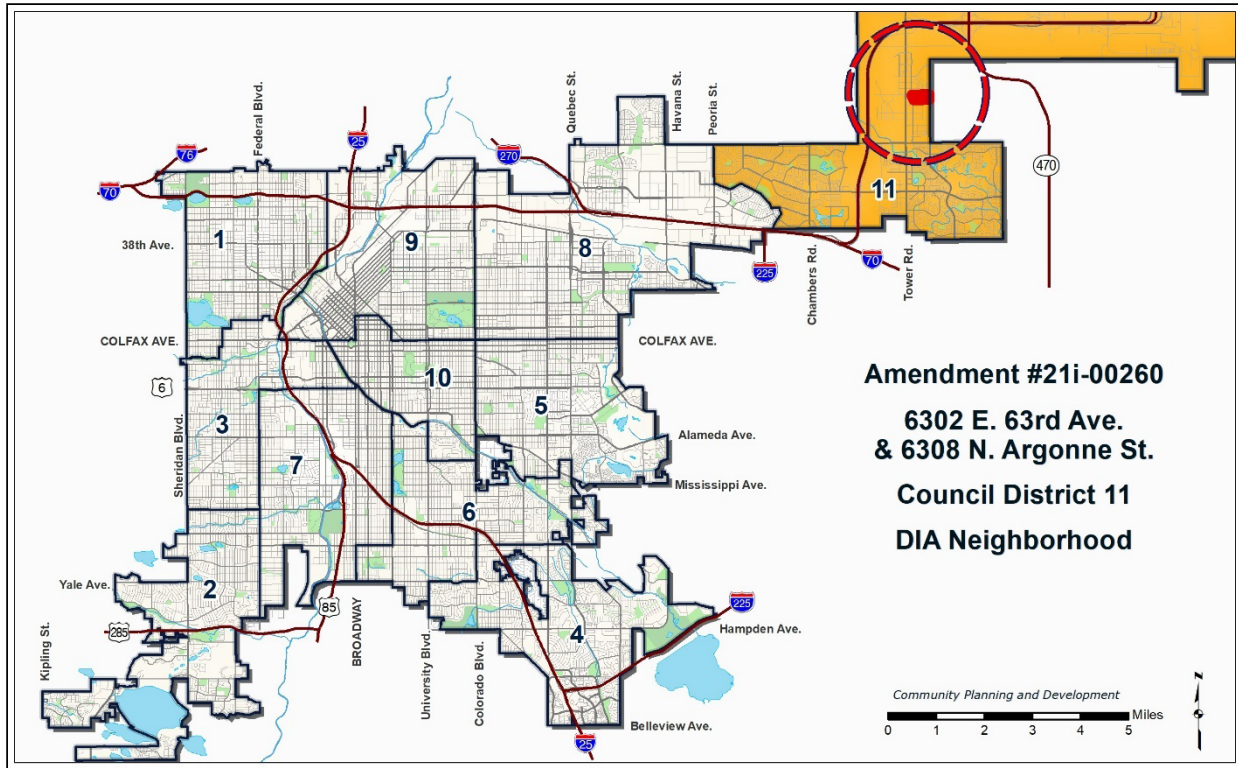 Federal Blvd.
25
76
70
270
Quebec St.
Havana St.
Peoria St.
470
11
1
9
8
38th Ave.
225
70
Chambers Rd.
Tower Rd.
COLFAX AVE.
COLFAX AVE.
6
10
5
3
Sheridan Blvd.
7
Alameda Ave.
Mississippi Ave.
6
Amendment #21i-00260
6302 E. 63rd Ave.
& 6308 N. Argonne St.
Council District 11
DIA Neighborhood
Yale Ave.
2
85
BROADWAY
285
Kipling St.
University Blvd.
Colorado Blvd.
4
225
Hampden Ave.
Belleview Ave.
25
Community Planning and Development
Miles
0 1 2 3 4 5
N